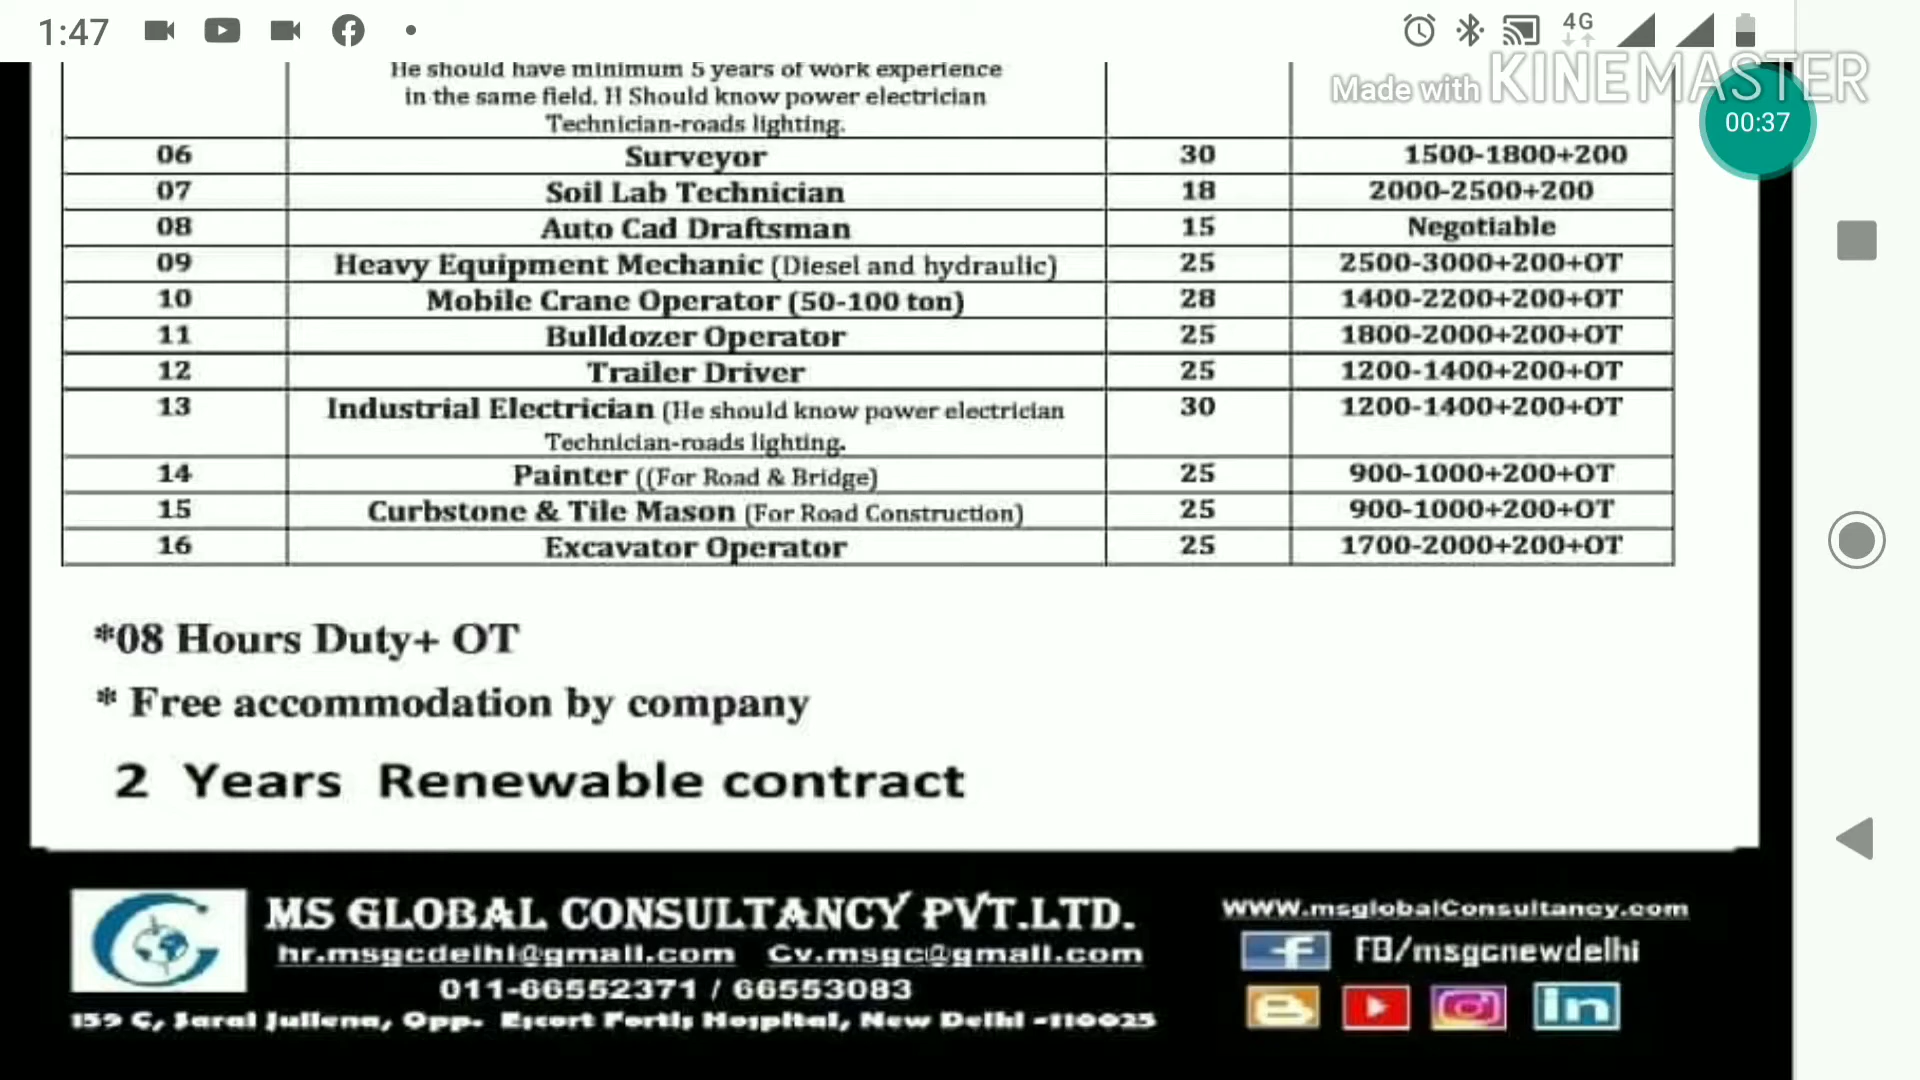 1:47
4G
Made with KINEMASTER
00:37
He should have minimum 5 years of work experience
in the same field. II Should know power electrician
Technician-roads lighting.
06 Surveyor 30 1500-1800+200
07 Soil Lab Technician 18 2000-2500+200
08 Auto Cad Draftsman 15 Negotiable
09 Heavy Equipment Mechanic (Diesel and hydraulic) 25 2500-3000+200+OT
10 Mobile Crane Operator (50-100 ton) 28 1400-2200+200+OT
11 Bulldozer Operator 25 1800-2000+200+OT
12 Trailer Driver 25 1200-1400+200+OT
13 Industrial Electrician (He should know power electrician 30 1200-1400+200+OT
Technician-roads lighting.
14 Painter ((For Road & Bridge) 25 900-1000+200+OT
15 Curbstone & Tile Mason (For Road Construction) 25 900-1000+200+OT
16 Excavator Operator 25 1700-2000+200+OT
*08 Hours Duty+ OT
* Free accommodation by company
2 Years Renewable contract
MS GLOBAL CONSULTANCY PVT.LTD.
hr.msgcdelhi@gmail.com Cv.msgc@gmail.com
011-66552371 / 66553083
159 C, Sarai Jullena, Opp. Escort Fortis Hospital, New Delhi -110025
WWW.msglobalConsultancy.com
FB/msgcnewdelhi